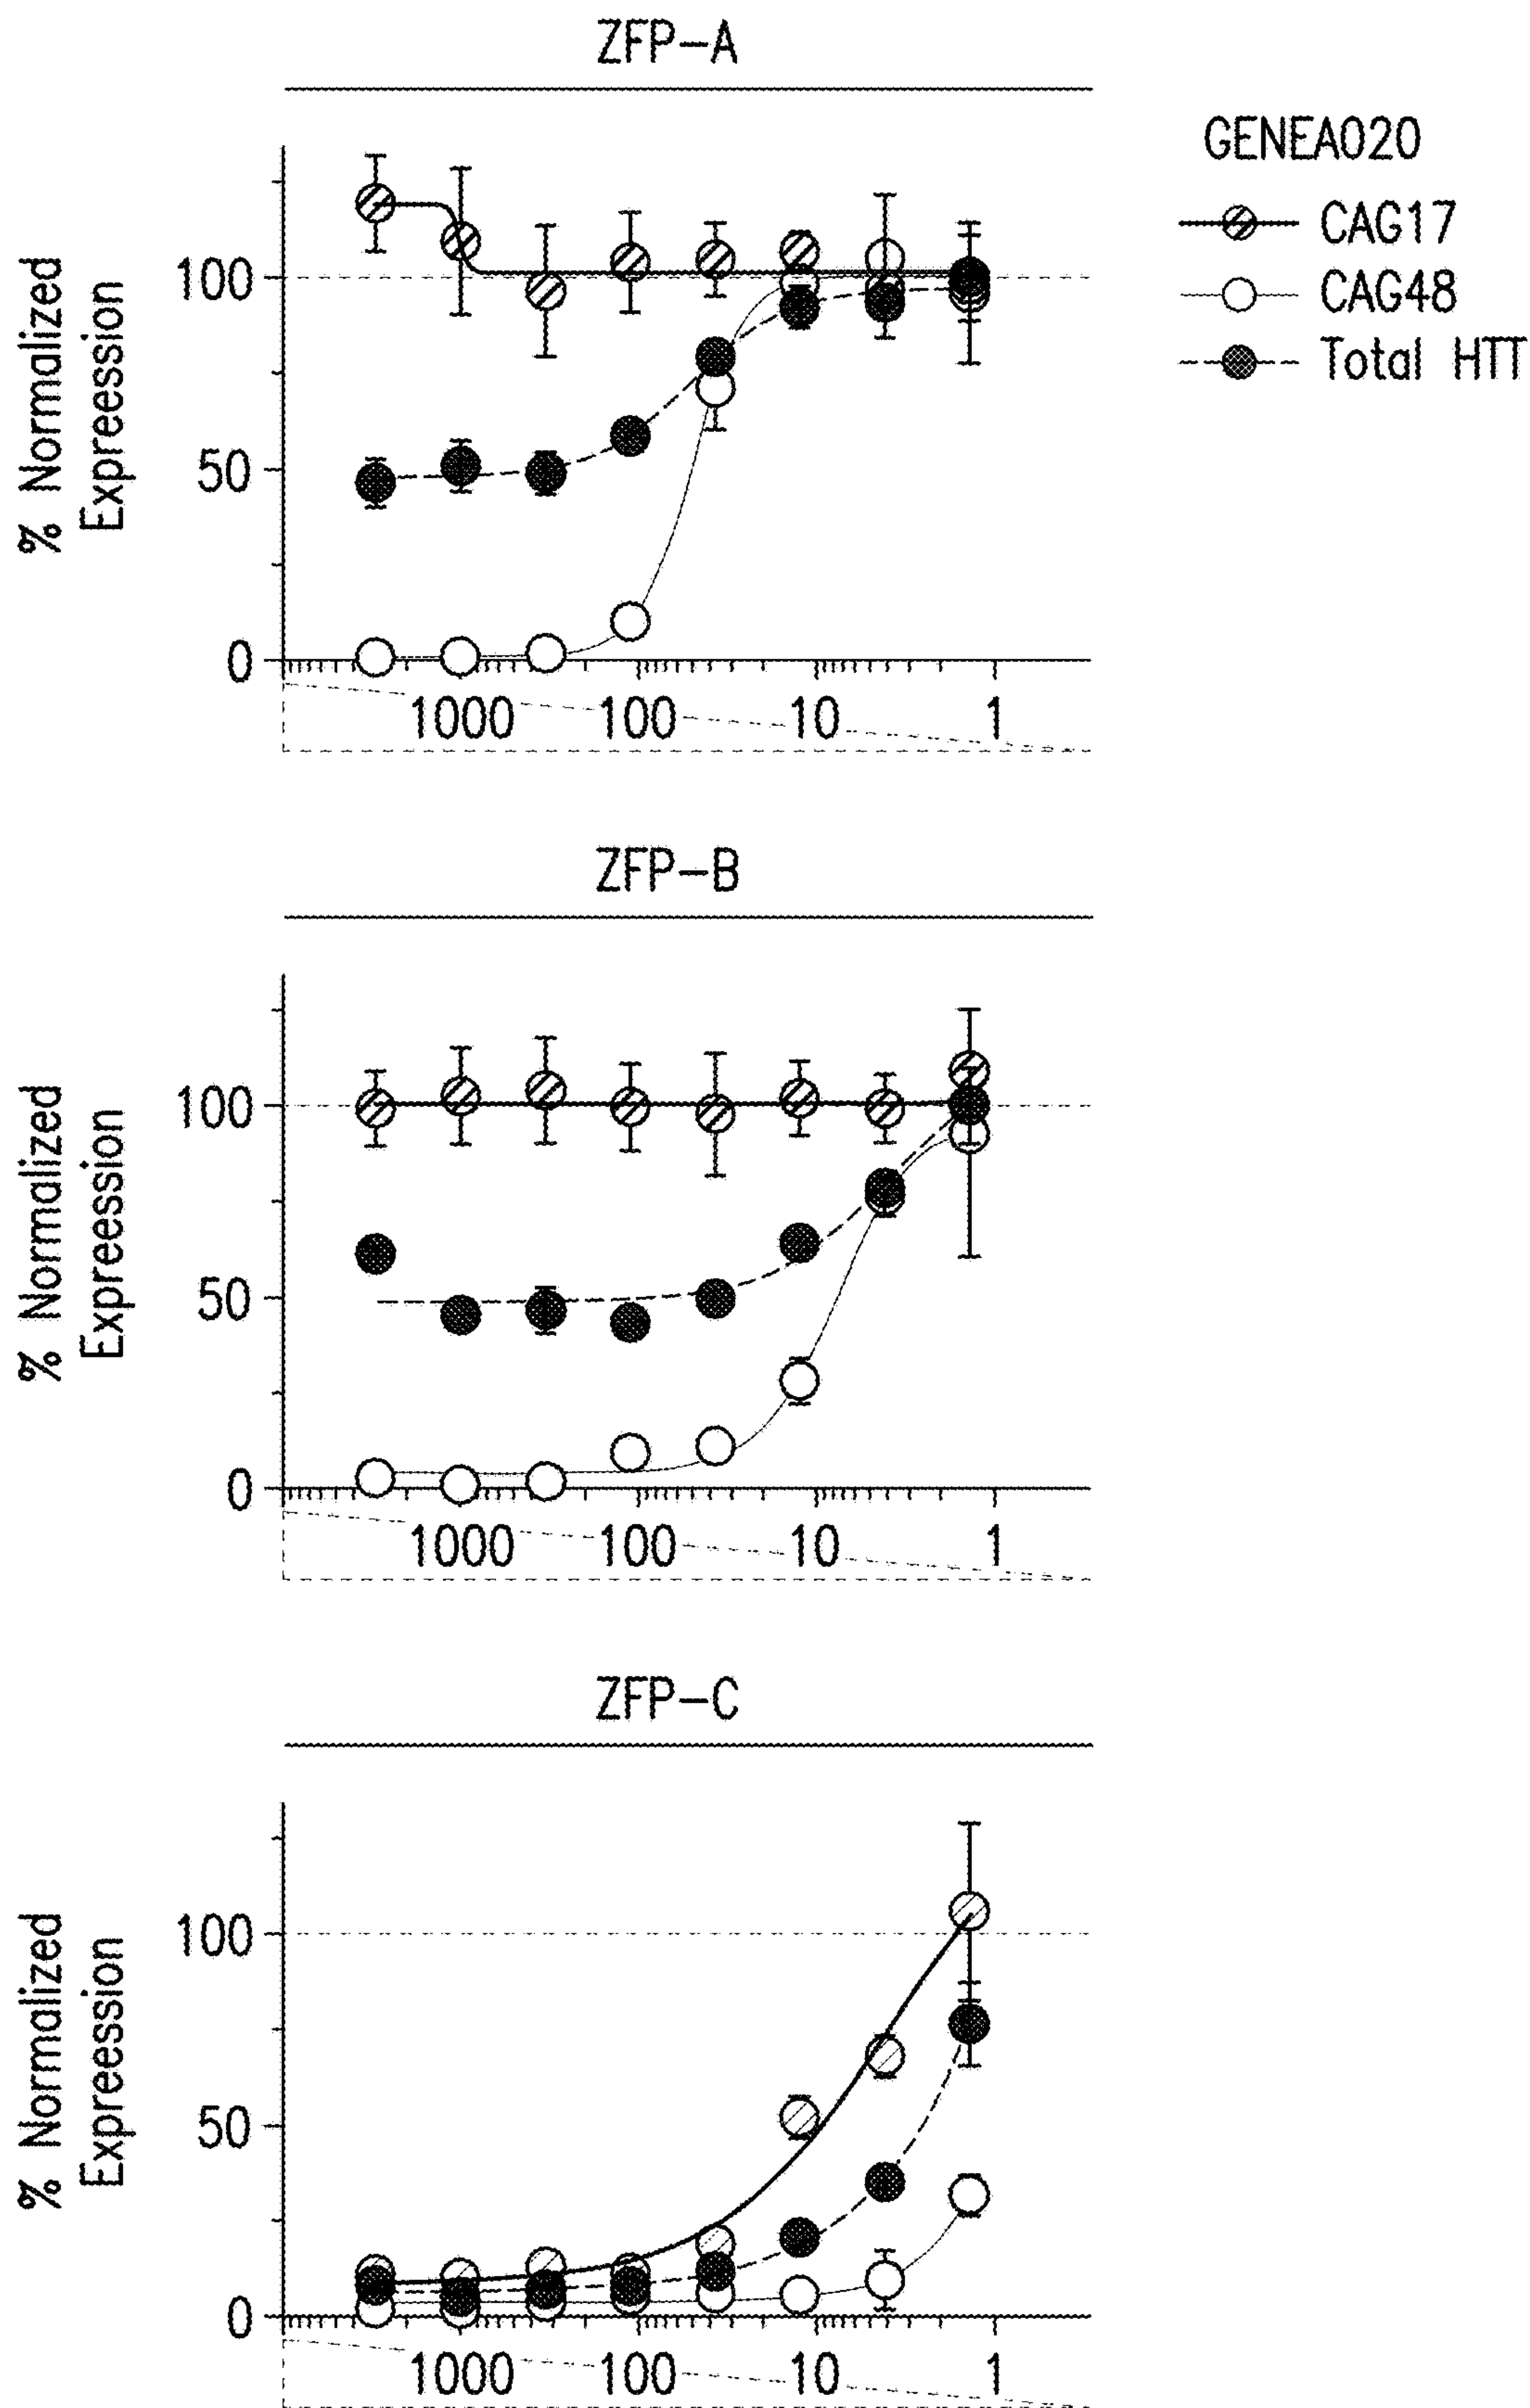 ZFP-A
GENEA020
CAG17
CAG48
Total HTT
% Normalized
Expreession
100
50
0
1000 100 10 1
ZFP-B
% Normalized
Expreession
100
50
0
1000 100 10 1
ZFP-C
% Normalized
Expreession
100
50
0
1000 100 10 1